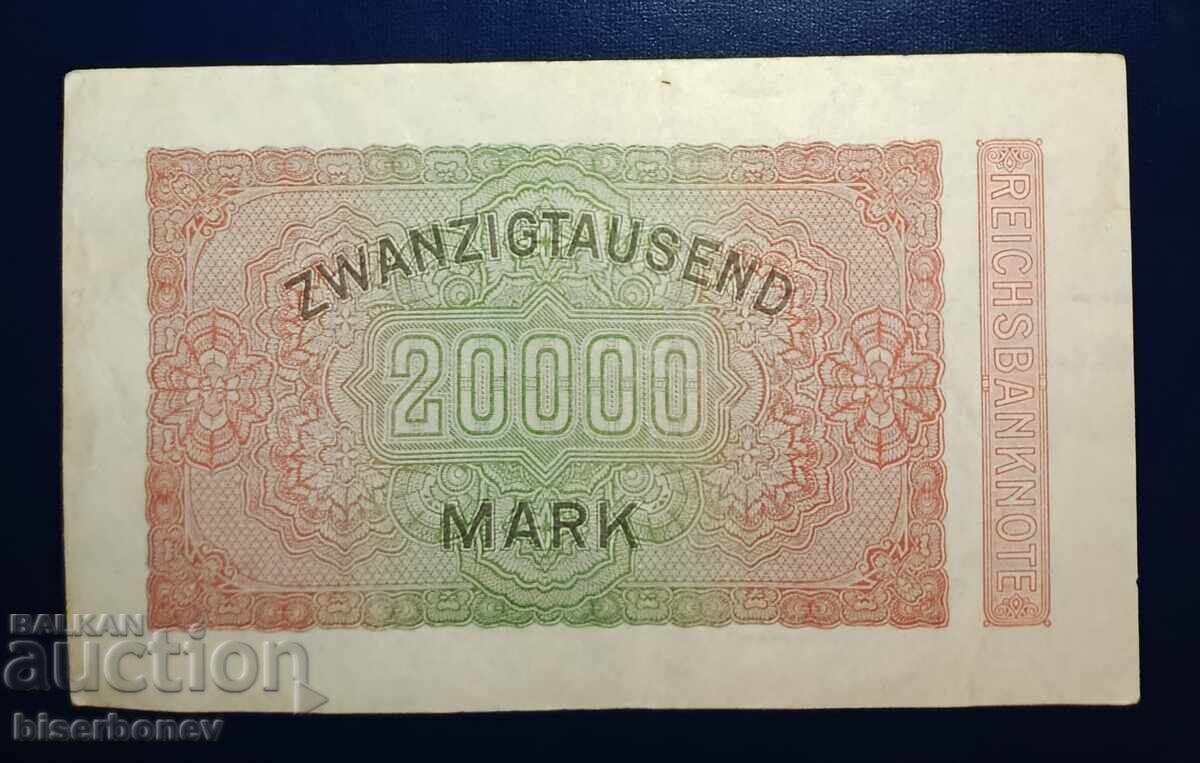 ZWANZIGTAUSEND
20000
MARK
REICHSBANKNOTE
BALKAN
auction
biserbonev